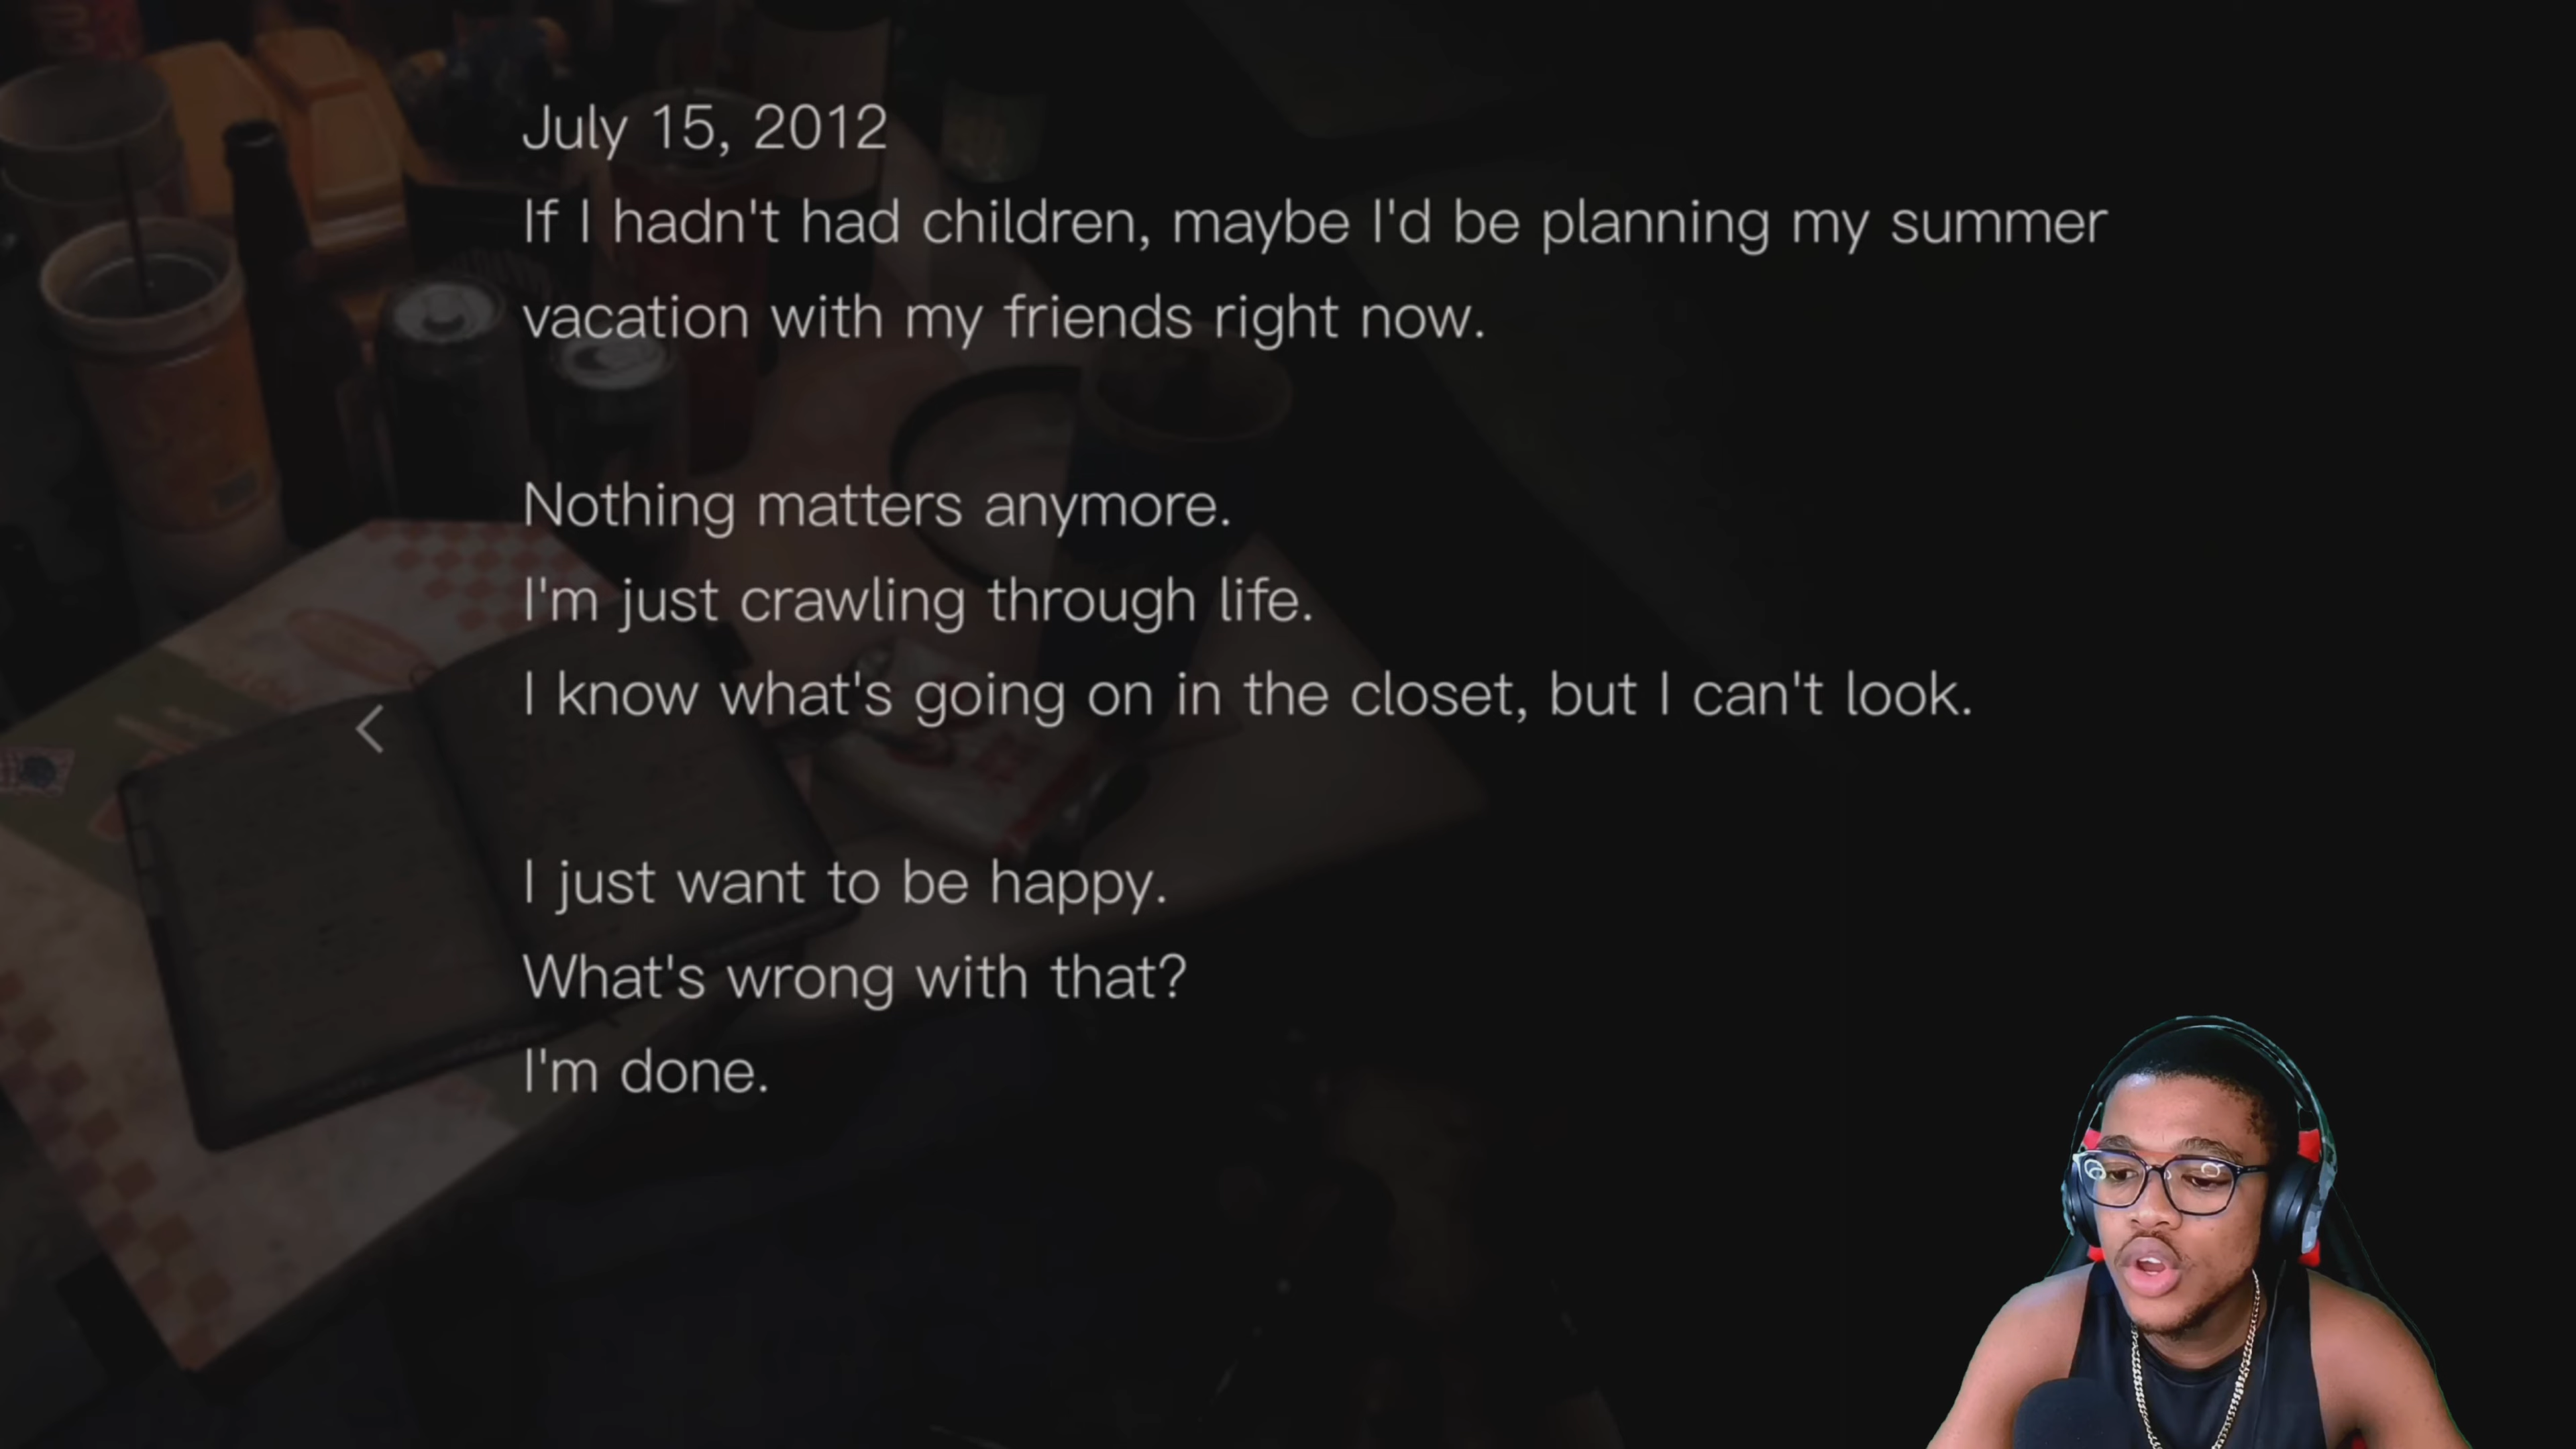 July 15, 2012
If I hadn't had children, maybe I'd be planning my summer
vacation with my friends right now.
Nothing matters anymore.
I'm just crawling through life.
I know what's going on in the closet, but I can't look.
I just want to be happy.
What's wrong with that?
I'm done.